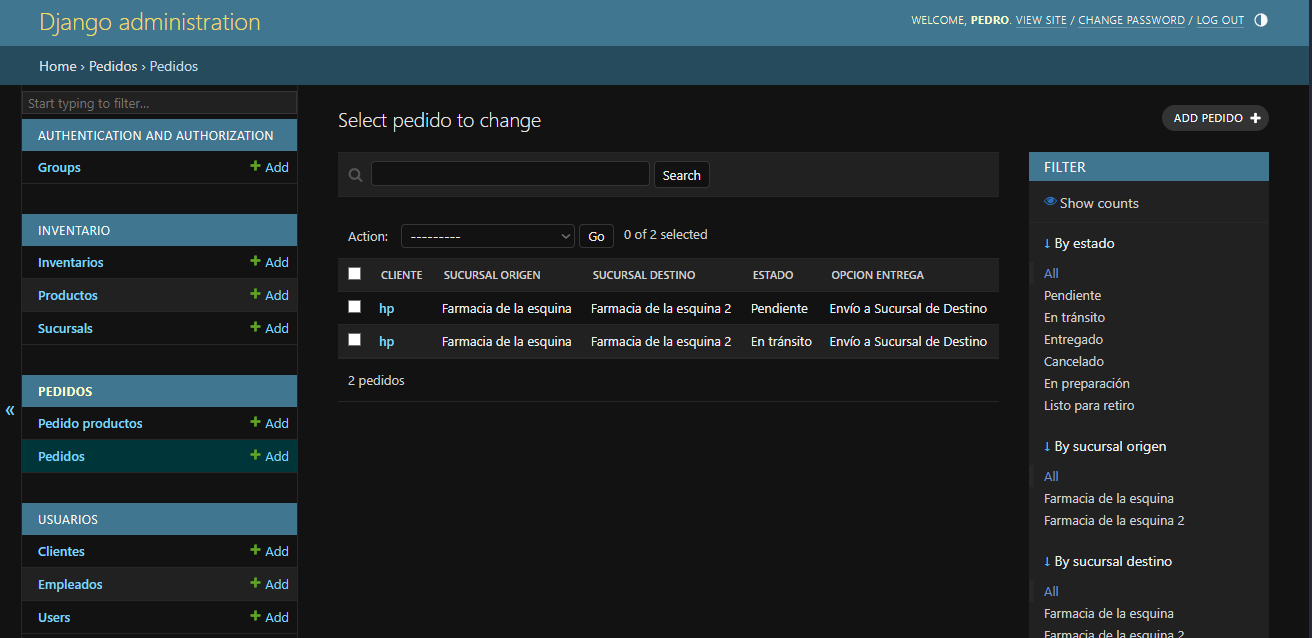 Django administration
WELCOME, PEDRO. VIEW SITE / CHANGE PASSWORD / LOG OUT
Home › Pedidos › Pedidos
Start typing to filter...
AUTHENTICATION AND AUTHORIZATION
Groups + Add
INVENTARIO
Inventarios + Add
Productos + Add
Sucursals + Add
PEDIDOS
«
Pedido productos + Add
Pedidos + Add
USUARIOS
Clientes + Add
Empleados + Add
Users + Add
Select pedido to change
ADD PEDIDO +
Search
Action: --------- Go 0 of 2 selected
CLIENTE SUCURSAL ORIGEN SUCURSAL DESTINO ESTADO OPCION ENTREGA
hp Farmacia de la esquina Farmacia de la esquina 2 Pendiente Envío a Sucursal de Destino
hp Farmacia de la esquina Farmacia de la esquina 2 En tránsito Envío a Sucursal de Destino
2 pedidos
FILTER
Show counts
↓ By estado
All
Pendiente
En tránsito
Entregado
Cancelado
En preparación
Listo para retiro
↓ By sucursal origen
All
Farmacia de la esquina
Farmacia de la esquina 2
↓ By sucursal destino
All
Farmacia de la esquina
Farmacia de la esquina 2